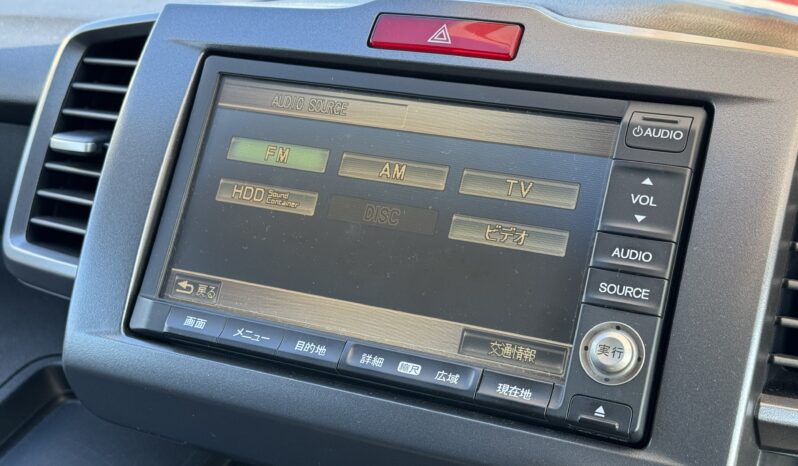 AUDIO SOURCE
FM
AM
TV
HDD Sound Container
DISC
ビデオ
戻る
交通情報
AUDIO
VOL
AUDIO
SOURCE
実行
画面
メニュー
目的地
詳細
縮尺
広域
現在地